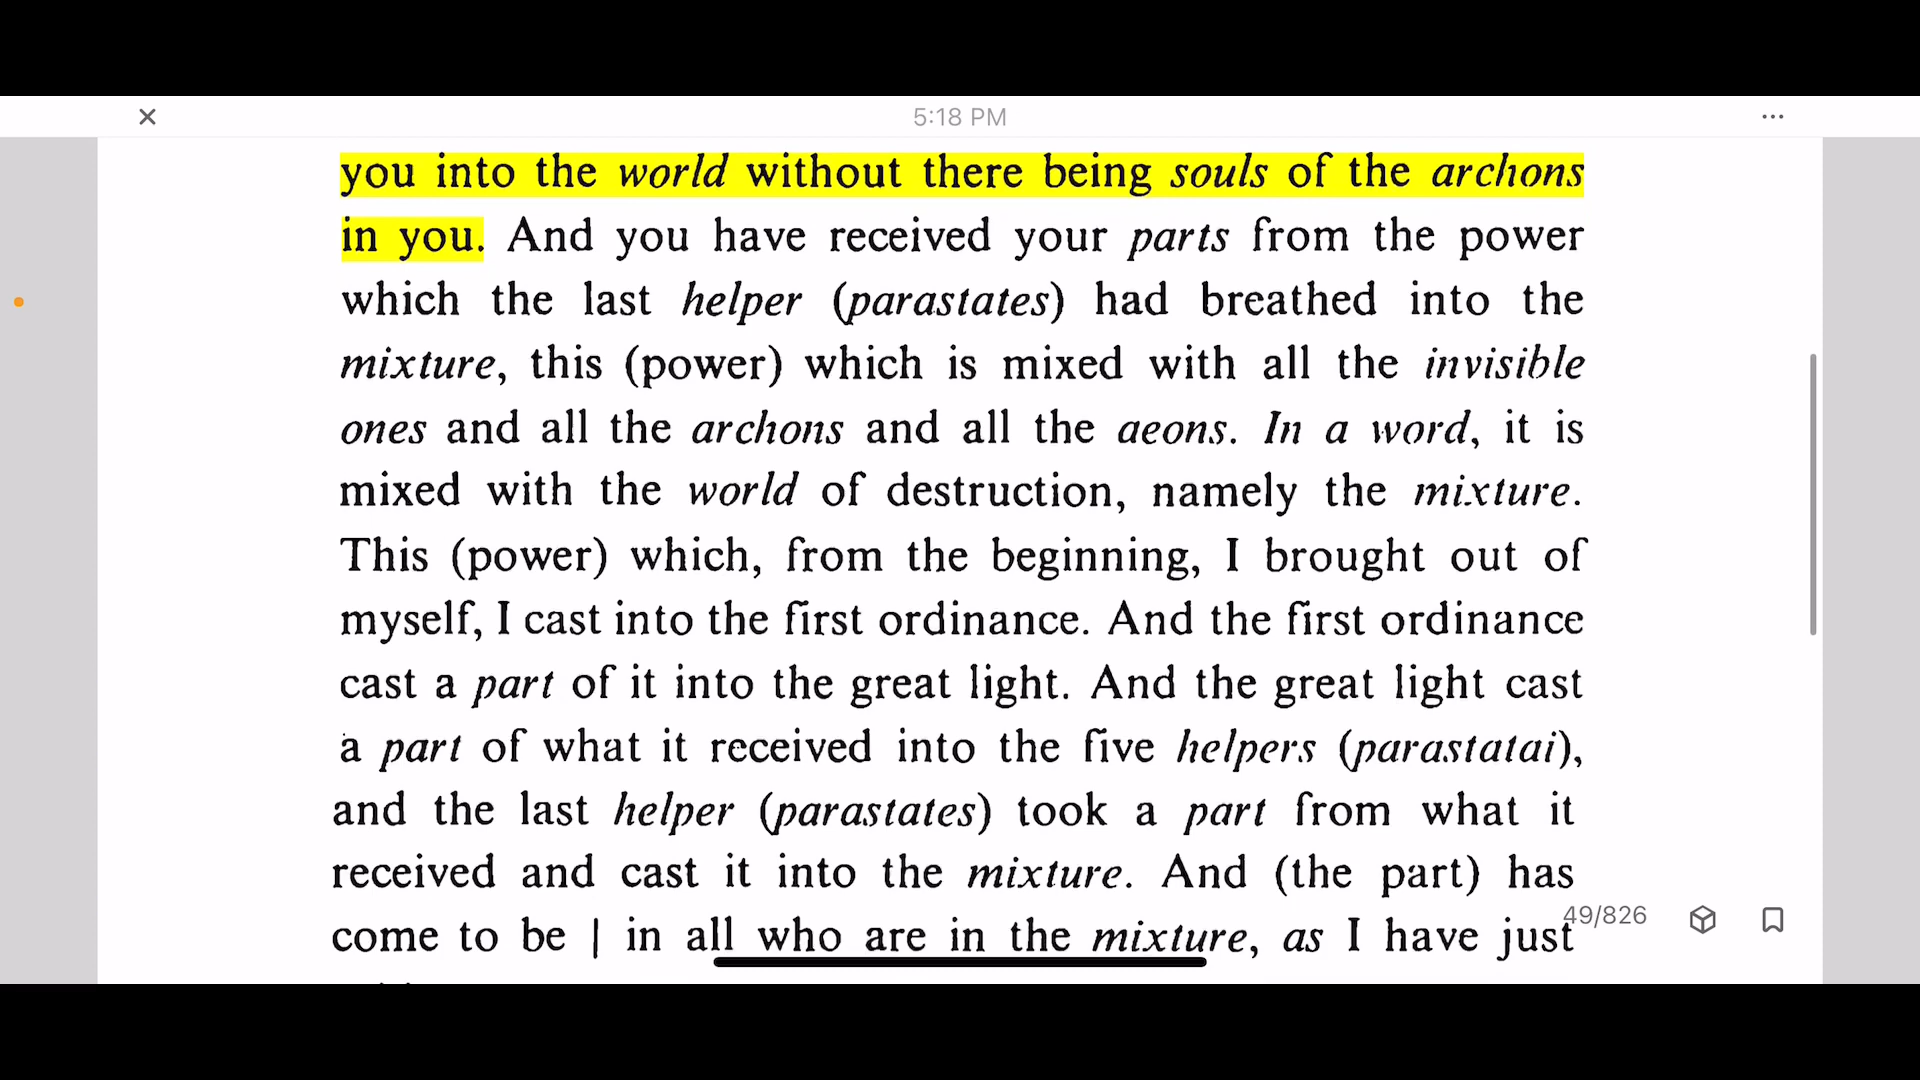 5:18 PM
you into the world without there being souls of the archons
in you. And you have received your parts from the power
which the last helper (parastates) had breathed into the
mixture, this (power) which is mixed with all the invisible
ones and all the archons and all the aeons. In a word, it is
mixed with the world of destruction, namely the mixture.
This (power) which, from the beginning, I brought out of
myself, I cast into the first ordinance. And the first ordinance
cast a part of it into the great light. And the great light cast
a part of what it received into the five helpers (parastatai),
and the last helper (parastates) took a part from what it
received and cast it into the mixture. And (the part) has
come to be | in all who are in the mixture, as I have just
49/826